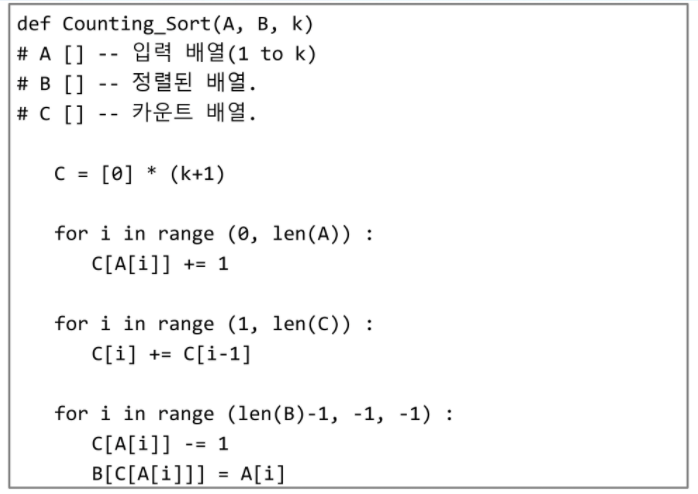 def Counting_Sort(A, B, k)
# A [] -- 입력 배열(1 to k)
# B [] -- 정렬된 배열.
# C [] -- 카운트 배열.
C = [0] * (k+1)
for i in range (0, len(A)) :
C[A[i]] += 1
for i in range (1, len(C)) :
C[i] += C[i-1]
for i in range (len(B)-1, -1, -1) :
C[A[i]] -= 1
B[C[A[i]]] = A[i]